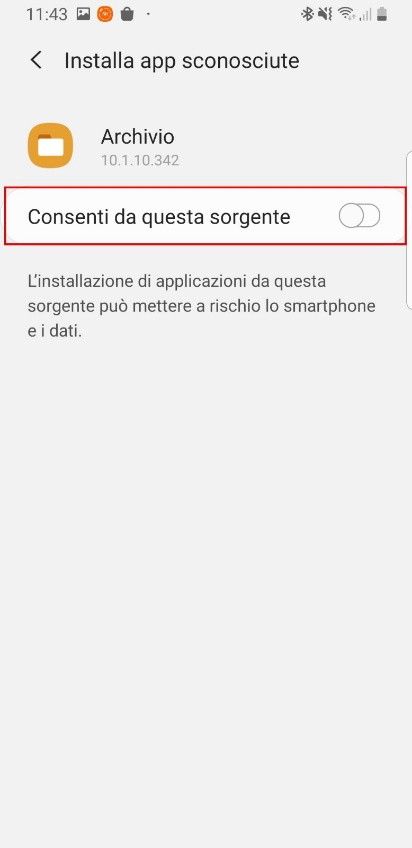 11:43
Installa app sconosciute
Archivio
10.1.10.342
Consenti da questa sorgente
L'installazione di applicazioni da questa
sorgente può mettere a rischio lo smartphone
e i dati.